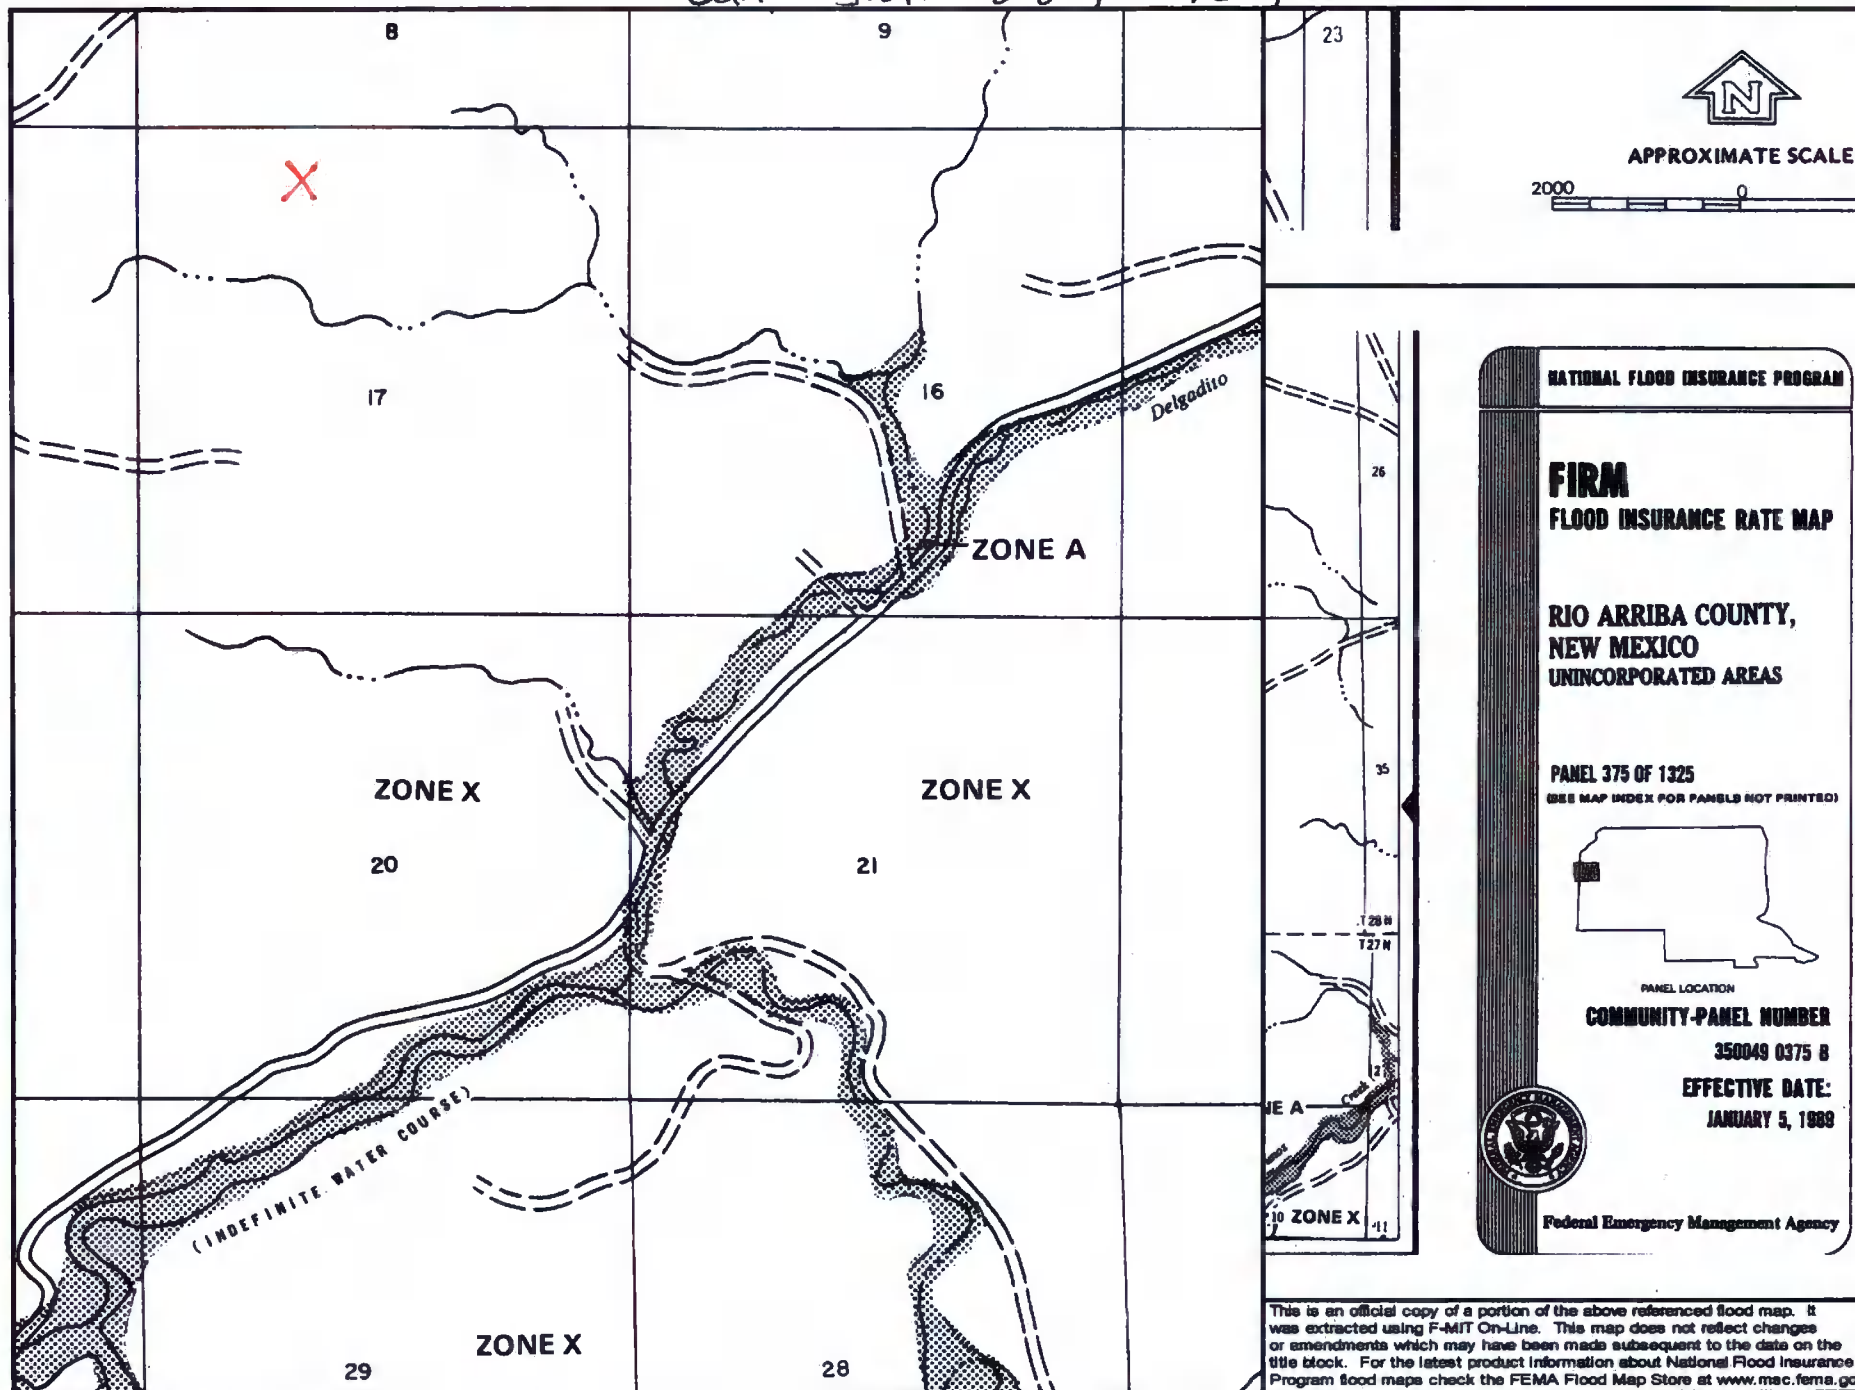 8
9
23
N
APPROXIMATE SCALE
2000
0
17
16
Delgadito
26
ZONE A
20
21
ZONE X
ZONE X
35
T28N
T27N
(INDEFINITE WATER COURSE)
12
Creek
NE A
10
ZONE X
11
ZONE X
29
28
NATIONAL FLOOD INSURANCE PROGRAM
FIRM
FLOOD INSURANCE RATE MAP
RIO ARRIBA COUNTY,
NEW MEXICO
UNINCORPORATED AREAS
PANEL 375 OF 1325
(SEE MAP INDEX FOR PANELS NOT PRINTED)
PANEL LOCATION
COMMUNITY-PANEL NUMBER
350049 0375 B
EFFECTIVE DATE:
JANUARY 5, 1989
Federal Emergency Management Agency
This is an official copy of a portion of the above referenced flood map. It
was extracted using F-MIT On-Line. This map does not reflect changes
or amendments which may have been made subsequent to the date on the
title block. For the latest product information about National Flood Insurance
Program flood maps check the FEMA Flood Map Store at www.msc.fema.go